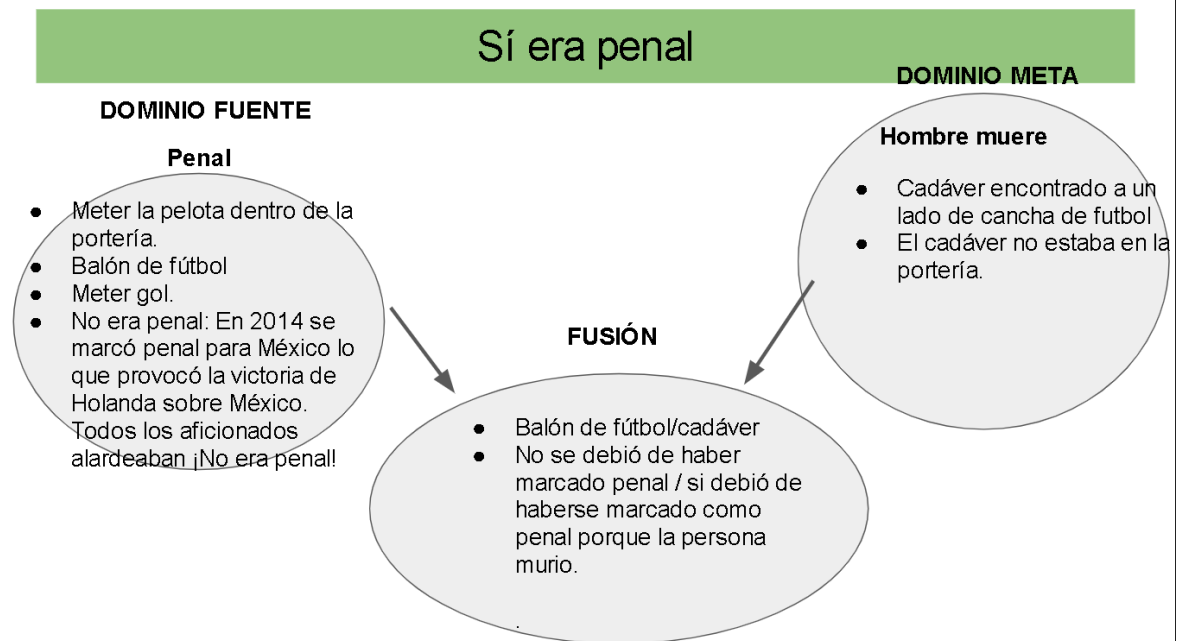 Sí era penal
DOMINIO FUENTE
Penal
● Meter la pelota dentro de la
portería.
● Balón de fútbol
● Meter gol.
● No era penal: En 2014 se
marcó penal para México lo
que provocó la victoria de
Holanda sobre México.
Todos los aficionados
alardeaban ¡No era penal!
DOMINIO META
Hombre muere
● Cadáver encontrado a un
lado de cancha de futbol
● El cadáver no estaba en la
portería.
FUSIÓN
● Balón de fútbol/cadáver
● No se debió de haber
marcado penal / si debió de
haberse marcado como
penal porque la persona
murio.
.